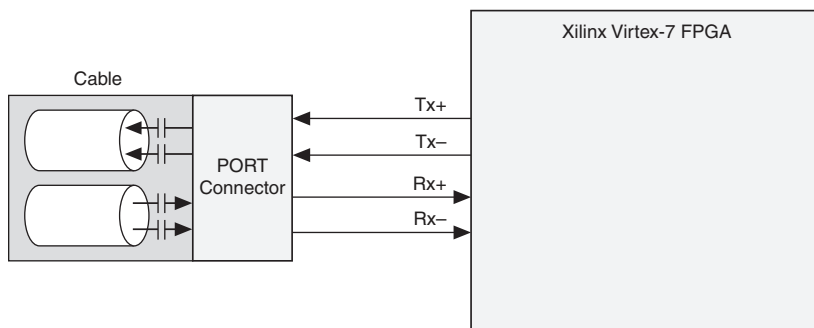 Xilinx Virtex-7 FPGA
Cable
Tx+
Tx–
PORT
Connector
Rx+
Rx–